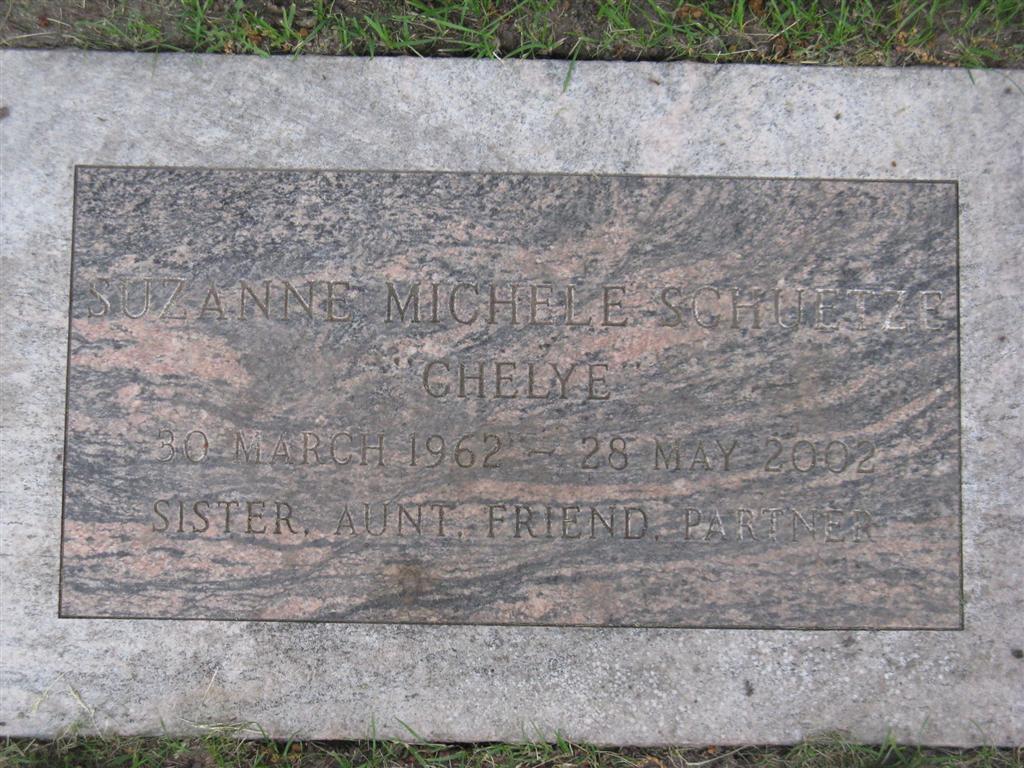 SUZANNE MICHELE SCHUETZE
"CHELYE"
30 MARCH 1962 – 28 MAY 2002
SISTER, AUNT, FRIEND, PARTNER